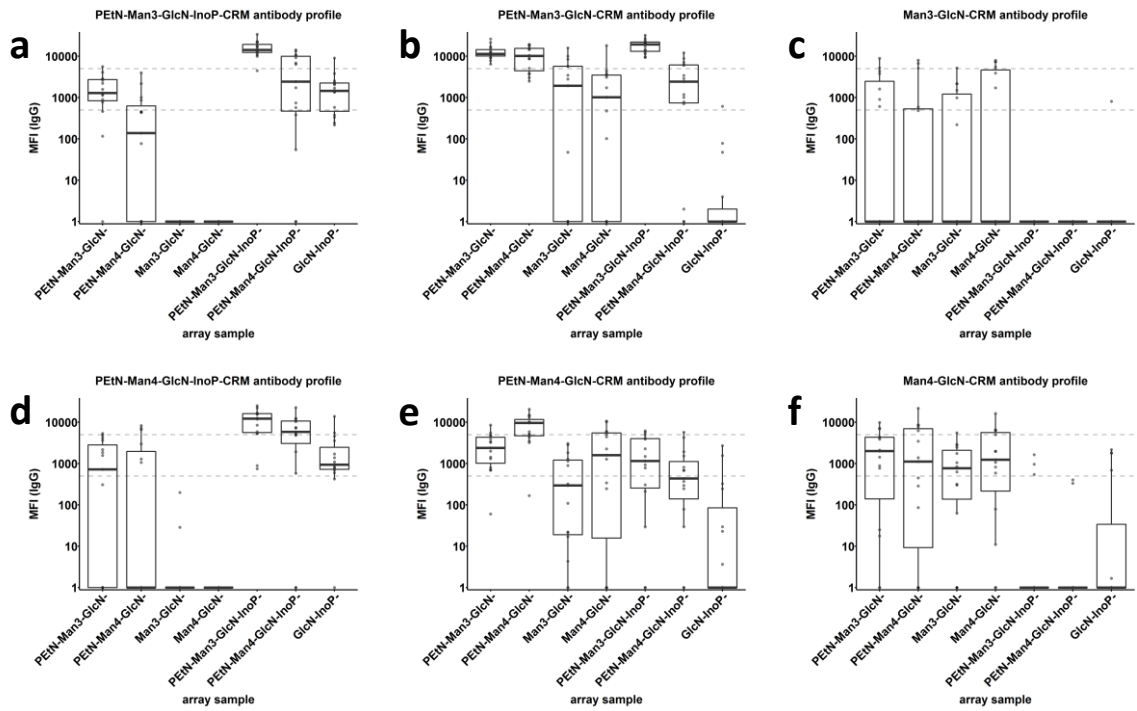 a
PEtN-Man3-GlcN-InoP-CRM antibody profile
MFI (IgG)
10000
1000
100
10
1
PEtN-Man3-GlcN-
PEtN-Man4-GlcN-
Man3-GlcN-
Man4-GlcN-
PEtN-Man3-GlcN-InoP-
PEtN-Man4-GlcN-InoP-
GlcN-InoP-
array sample
b
PEtN-Man3-GlcN-CRM antibody profile
MFI (IgG)
10000
1000
100
10
1
PEtN-Man3-GlcN-
PEtN-Man4-GlcN-
Man3-GlcN-
Man4-GlcN-
PEtN-Man3-GlcN-InoP-
PEtN-Man4-GlcN-InoP-
GlcN-InoP-
array sample
c
Man3-GlcN-CRM antibody profile
MFI (IgG)
10000
1000
100
10
1
PEtN-Man3-GlcN-
PEtN-Man4-GlcN-
Man3-GlcN-
Man4-GlcN-
PEtN-Man3-GlcN-InoP-
PEtN-Man4-GlcN-InoP-
GlcN-InoP-
array sample
d
PEtN-Man4-GlcN-InoP-CRM antibody profile
MFI (IgG)
10000
1000
100
10
1
PEtN-Man3-GlcN-
PEtN-Man4-GlcN-
Man3-GlcN-
Man4-GlcN-
PEtN-Man3-GlcN-InoP-
PEtN-Man4-GlcN-InoP-
GlcN-InoP-
array sample
e
PEtN-Man4-GlcN-CRM antibody profile
MFI (IgG)
10000
1000
100
10
1
PEtN-Man3-GlcN-
PEtN-Man4-GlcN-
Man3-GlcN-
Man4-GlcN-
PEtN-Man3-GlcN-InoP-
PEtN-Man4-GlcN-InoP-
GlcN-InoP-
array sample
f
Man4-GlcN-CRM antibody profile
MFI (IgG)
10000
1000
100
10
1
PEtN-Man3-GlcN-
PEtN-Man4-GlcN-
Man3-GlcN-
Man4-GlcN-
PEtN-Man3-GlcN-InoP-
PEtN-Man4-GlcN-InoP-
GlcN-InoP-
array sample